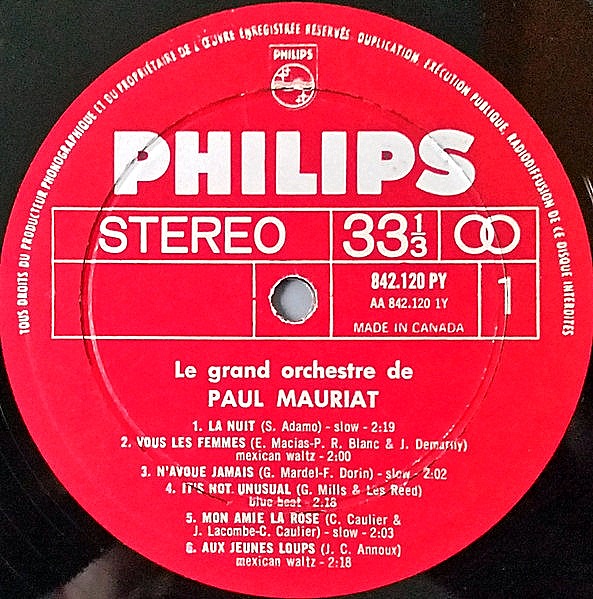 TOUS DROITS DU PRODUCTEUR PHONOGRAPHIQUE ET DU PROPRIÉTAIRE DE L'ŒUVRE ENREGISTRÉE RÉSERVÉS. DUPLICATION, EXÉCUTION PUBLIQUE, RADIODIFFUSION DE CE DISQUE INTERDITES
PHILIPS
PHILIPS
STEREO 33 1/3
842.120 PY
AA 842.120 1Y
1
MADE IN CANADA
Le grand orchestre de
PAUL MAURIAT
1. LA NUIT (S. Adamo) - slow - 2:19
2. VOUS LES FEMMES (E. Macias-P. R. Blanc & J. Demarny)
mexican waltz - 2:00
3. N'AVOUE JAMAIS (G. Mardel-F. Dorin) - slow - 2:02
4. IT'S NOT UNUSUAL (G. Mills & Les Reed)
blue beat - 2.18
5. MON AMIE LA ROSE (C. Caulier &
J. Lacombe-C. Caulier) - slow - 2:03
6. AUX JEUNES LOUPS (J. C. Annoux)
mexican waltz - 2:18